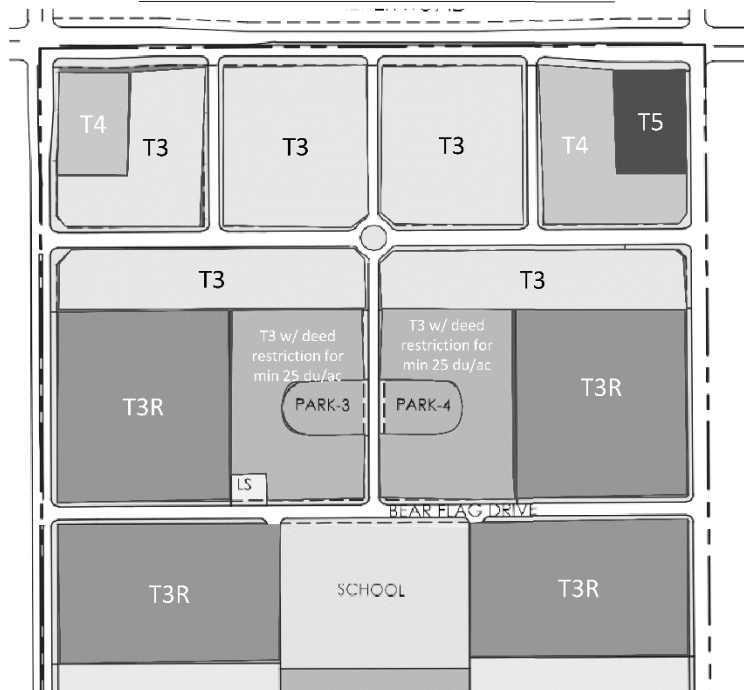 T4
T3
T3
T3
T4
T5
T3
T3
T3 w/ deed
restriction for
min 25 du/ac
T3 w/ deed
restriction for
min 25 du/ac
T3R
PARK-3
PARK-4
T3R
LS
BEAR FLAG DRIVE
T3R
SCHOOL
T3R